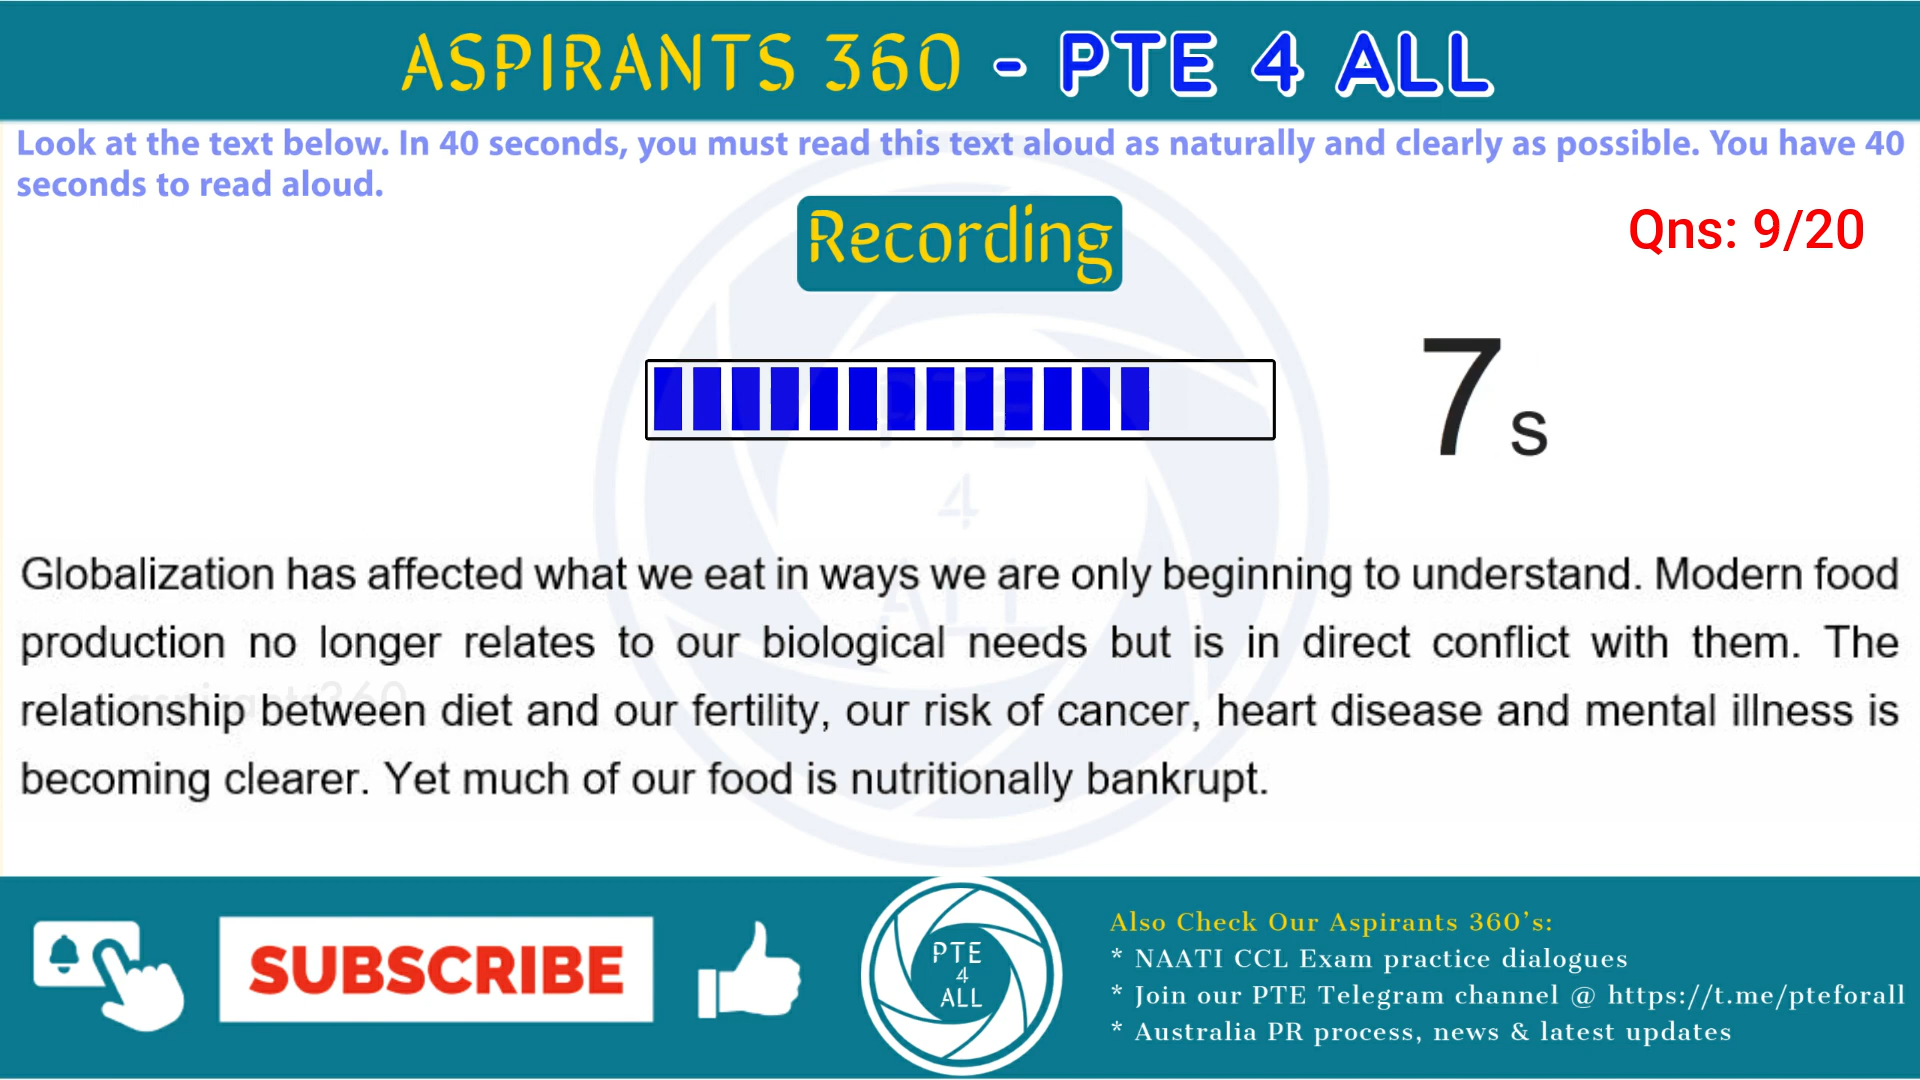 ASPIRANTS 360 - PTE 4 ALL
Look at the text below. In 40 seconds, you must read this text aloud as naturally and clearly as possible. You have 40
seconds to read aloud.
Recording
Qns: 9/20
7 s
PTE
4
ALL
Globalization has affected what we eat in ways we are only beginning to understand. Modern food
production no longer relates to our biological needs but is in direct conflict with them. The
aspirants360
relationship between diet and our fertility, our risk of cancer, heart disease and mental illness is
becoming clearer. Yet much of our food is nutritionally bankrupt.
SUBSCRIBE
PTE
4
ALL
Also Check Our Aspirants 360's:
* NAATI CCL Exam practice dialogues
* Join our PTE Telegram channel @ https://t.me/pteforall
* Australia PR process, news & latest updates